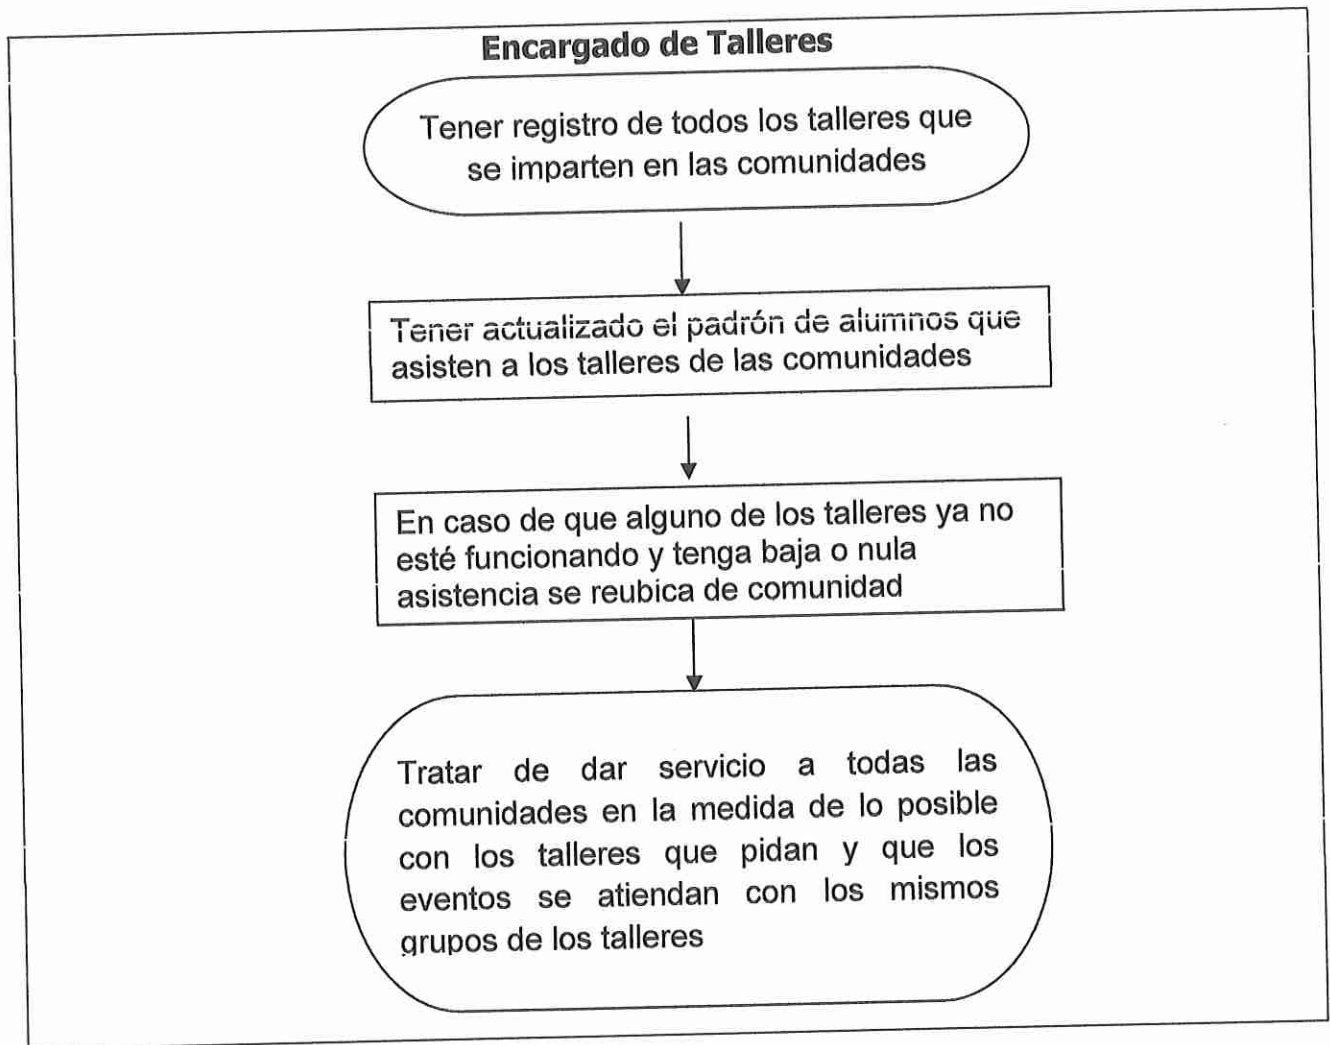 Encargado de Talleres
Tener registro de todos los talleres que
se imparten en las comunidades
Tener actualizado el padrón de alumnos que
asisten a los talleres de las comunidades
En caso de que alguno de los talleres ya no
esté funcionando y tenga baja o nula
asistencia se reubica de comunidad
Tratar de dar servicio a todas las
comunidades en la medida de lo posible
con los talleres que pidan y que los
eventos se atiendan con los mismos
grupos de los talleres